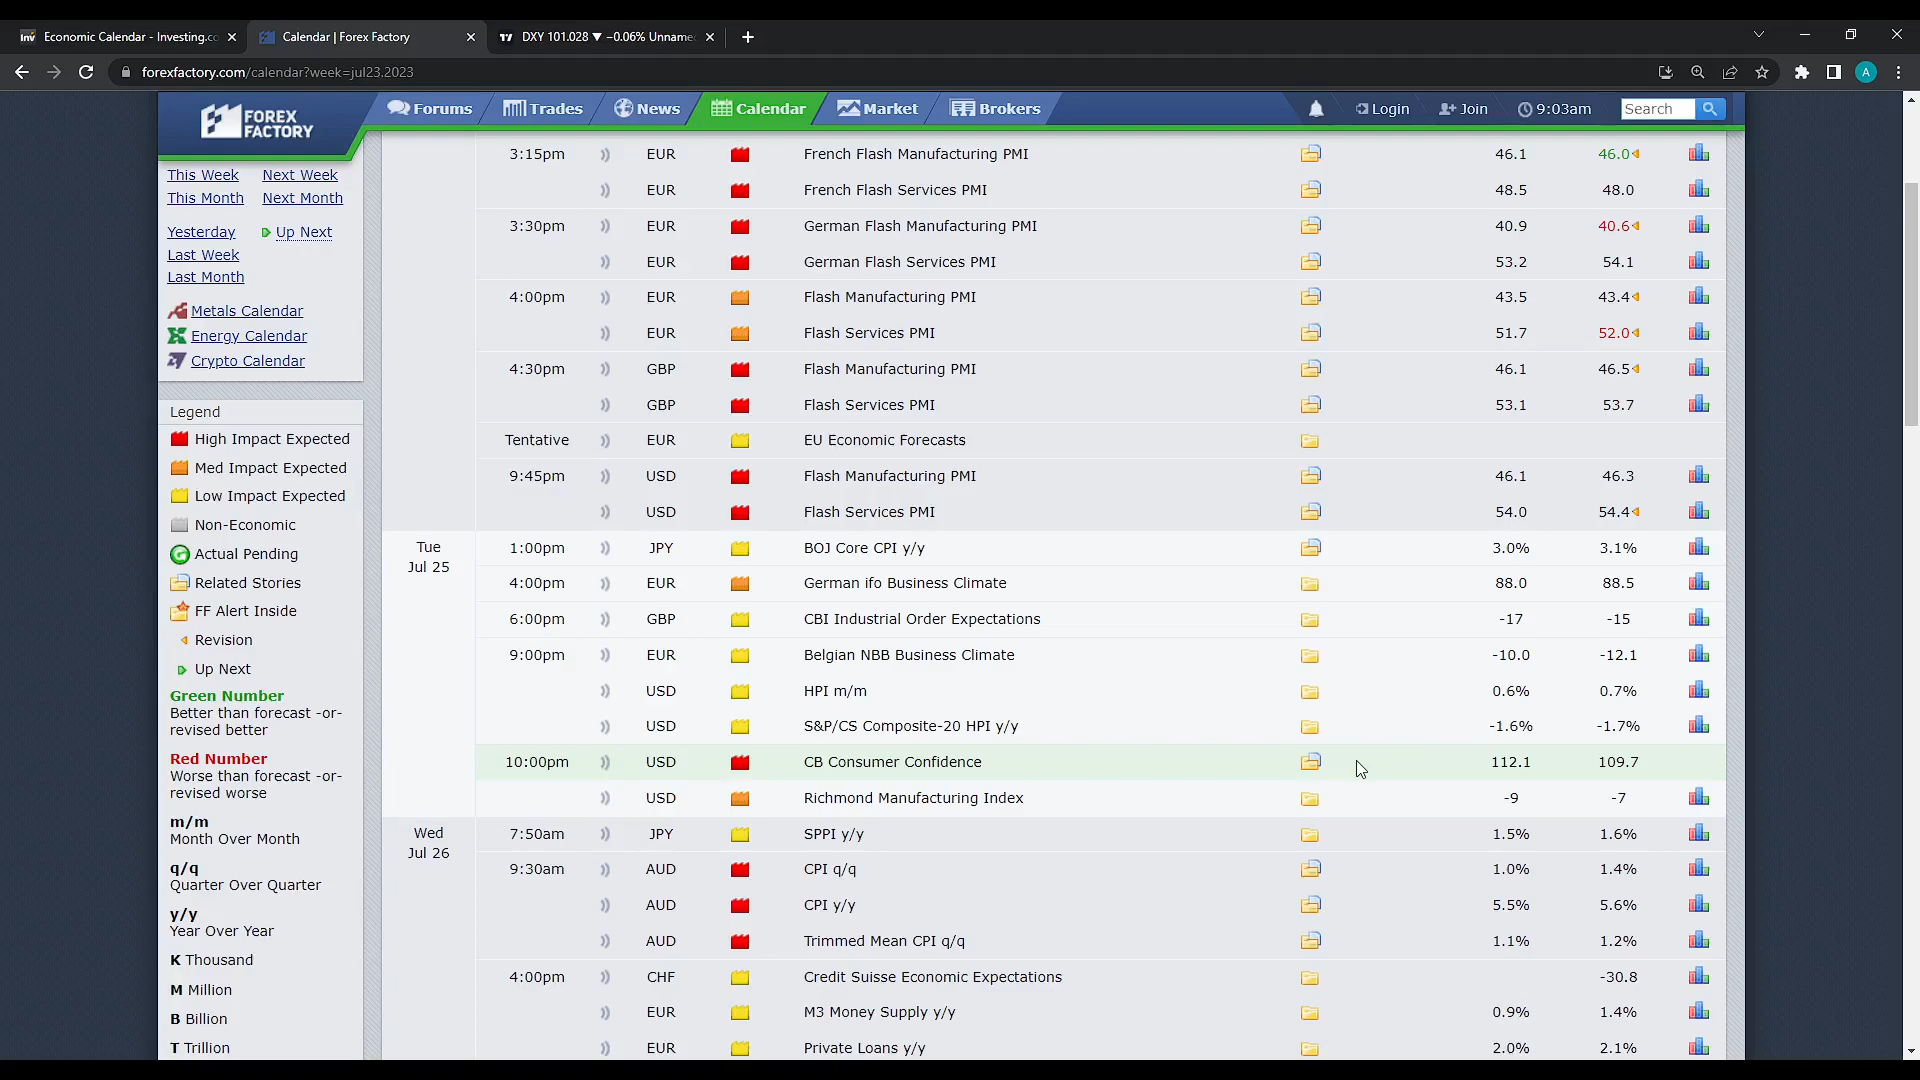 Economic Calendar - Investing.co
Calendar | Forex Factory
DXY 101.028 ▼ −0.06% Unname
forexfactory.com/calendar?week=jul23.2023
A
FOREX FACTORY
Forums
Trades
News
Calendar
Market
Brokers
Login
Join
9:03am
Search
This Week Next Week
This Month Next Month
Yesterday Up Next
Last Week
Last Month
Metals Calendar
Energy Calendar
Crypto Calendar
Legend
High Impact Expected
Med Impact Expected
Low Impact Expected
Non-Economic
Actual Pending
Related Stories
FF Alert Inside
Revision
Up Next
Green Number
Better than forecast -or-
revised better
Red Number
Worse than forecast -or-
revised worse
m/m
Month Over Month
q/q
Quarter Over Quarter
y/y
Year Over Year
K Thousand
M Million
B Billion
T Trillion
3:15pm EUR French Flash Manufacturing PMI 46.1 46.0
EUR French Flash Services PMI 48.5 48.0
3:30pm EUR German Flash Manufacturing PMI 40.9 40.6
EUR German Flash Services PMI 53.2 54.1
4:00pm EUR Flash Manufacturing PMI 43.5 43.4
EUR Flash Services PMI 51.7 52.0
4:30pm GBP Flash Manufacturing PMI 46.1 46.5
GBP Flash Services PMI 53.1 53.7
Tentative EUR EU Economic Forecasts
9:45pm USD Flash Manufacturing PMI 46.1 46.3
USD Flash Services PMI 54.0 54.4
Tue
Jul 25
1:00pm JPY BOJ Core CPI y/y 3.0% 3.1%
4:00pm EUR German ifo Business Climate 88.0 88.5
6:00pm GBP CBI Industrial Order Expectations -17 -15
9:00pm EUR Belgian NBB Business Climate -10.0 -12.1
USD HPI m/m 0.6% 0.7%
USD S&P/CS Composite-20 HPI y/y -1.6% -1.7%
10:00pm USD CB Consumer Confidence 112.1 109.7
USD Richmond Manufacturing Index -9 -7
Wed
Jul 26
7:50am JPY SPPI y/y 1.5% 1.6%
9:30am AUD CPI q/q 1.0% 1.4%
AUD CPI y/y 5.5% 5.6%
AUD Trimmed Mean CPI q/q 1.1% 1.2%
4:00pm CHF Credit Suisse Economic Expectations -30.8
EUR M3 Money Supply y/y 0.9% 1.4%
EUR Private Loans y/y 2.0% 2.1%